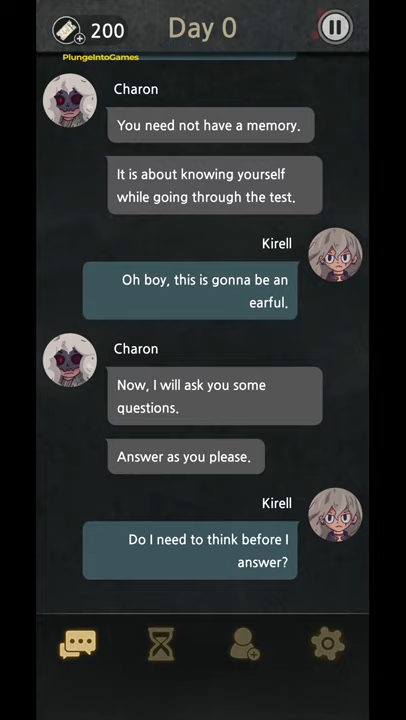 200
Day 0
PlungeIntoGames
Charon
You need not have a memory.
It is about knowing yourself
while going through the test.
Kirell
Oh boy, this is gonna be an
earful.
Charon
Now, I will ask you some
questions.
Answer as you please.
Kirell
Do I need to think before I
answer?